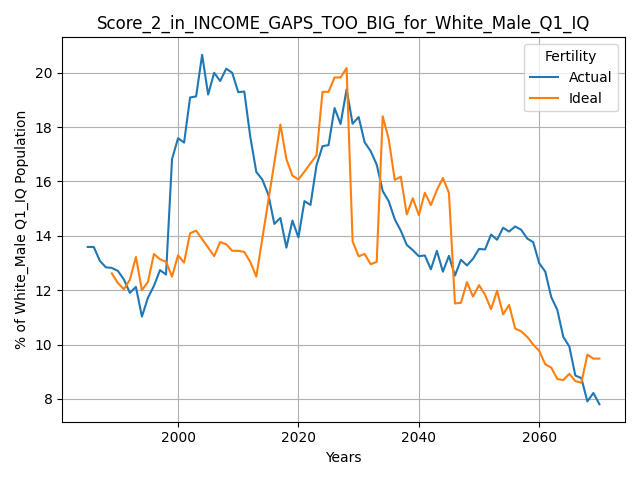 Score_2_in_INCOME_GAPS_TOO_BIG_for_White_Male_Q1_IQ
Fertility
Actual
Ideal
% of White_Male Q1_IQ Population
20
18
16
14
12
10
8
2000
2020
2040
2060
Years